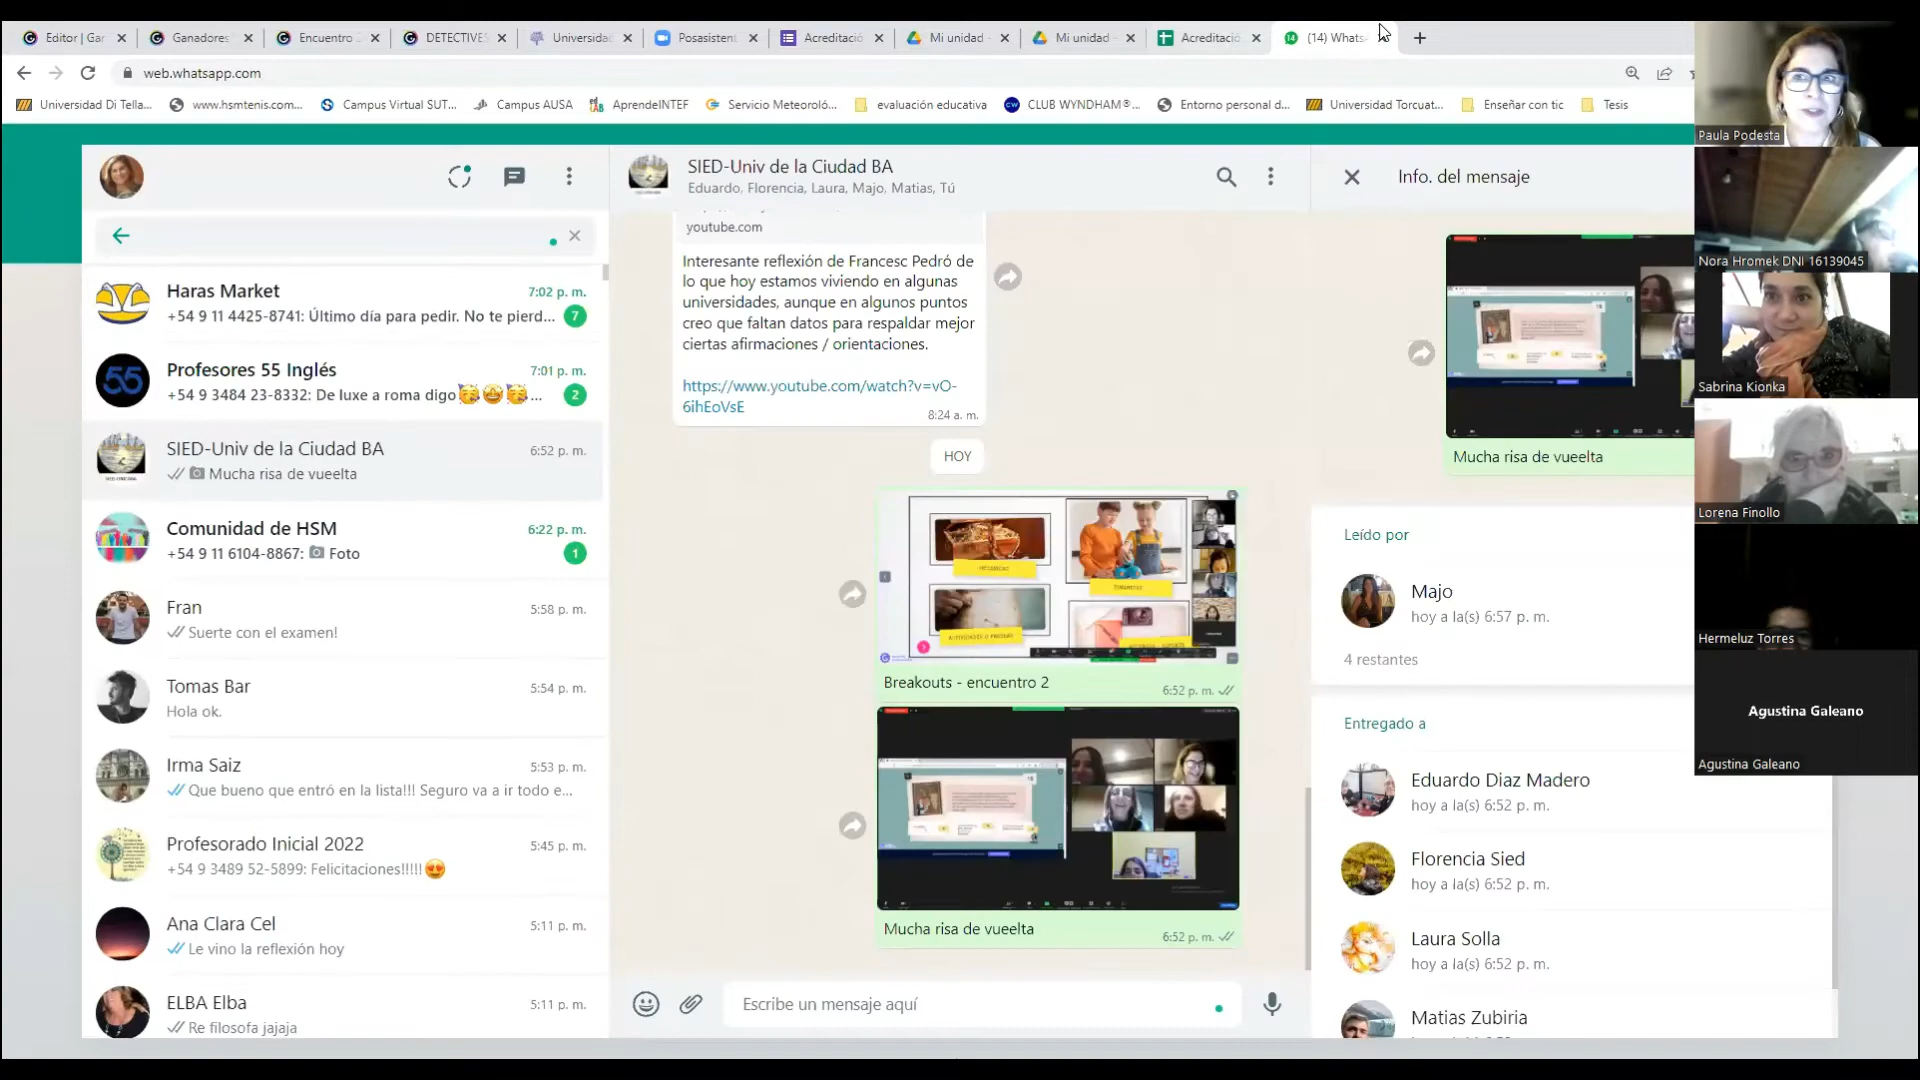 Editor | Gar
Ganadores
Encuentro 2
DETECTIVES
Universidad
Posasistent
Acreditació
Mi unidad -
Mi unidad -
Acreditació
(14) Whats
web.whatsapp.com
Universidad Di Tella...
www.hsmtenis.com...
Campus Virtual SUT...
Campus AUSA
AprendeINTEF
Servicio Meteoroló...
evaluación educativa
CLUB WYNDHAM®...
Entorno personal d...
Universidad Torcuat...
Enseñar con tic
Tesis
Haras Market
7:02 p. m.
+54 9 11 4425-8741: Último día para pedir. No te pierd...
7
Profesores 55 Inglés
7:01 p. m.
+54 9 3484 23-8332: De luxe a roma digo🥳🤩🥳...
2
SIED-Univ de la Ciudad BA
6:52 p. m.
Mucha risa de vueelta
Comunidad de HSM
6:22 p. m.
+54 9 11 6104-8867: Foto
1
Fran
5:58 p. m.
Suerte con el examen!
Tomas Bar
5:54 p. m.
Hola ok.
Irma Saiz
5:53 p. m.
Que bueno que entró en la lista!!! Seguro va a ir todo e...
Profesorado Inicial 2022
5:45 p. m.
+54 9 3489 52-5899: Felicitaciones!!!!!😍
Ana Clara Cel
5:11 p. m.
Le vino la reflexión hoy
ELBA Elba
5:11 p. m.
Re filosofa jajaja
SIED-Univ de la Ciudad BA
Eduardo, Florencia, Laura, Majo, Matias, Tú
youtube.com
Interesante reflexión de Francesc Pedró de
lo que hoy estamos viviendo en algunas
universidades, aunque en algunos puntos
creo que faltan datos para respaldar mejor
ciertas afirmaciones / orientaciones.
https://www.youtube.com/watch?v=vO-
6ihEoVsE
8:24 a. m.
HOY
Breakouts - encuentro 2
6:52 p. m.
Mucha risa de vueelta
6:52 p. m.
Escribe un mensaje aquí
Info. del mensaje
Mucha risa de vueelta
Leído por
Majo
hoy a la(s) 6:57 p. m.
4 restantes
Entregado a
Eduardo Diaz Madero
hoy a la(s) 6:52 p. m.
Florencia Sied
hoy a la(s) 6:52 p. m.
Laura Solla
hoy a la(s) 6:52 p. m.
Matias Zubiria
Paula Podesta
Nora Hromek DNI 16139045
Sabrina Kionka
Lorena Finollo
Hermeluz Torres
Agustina Galeano
Agustina Galeano